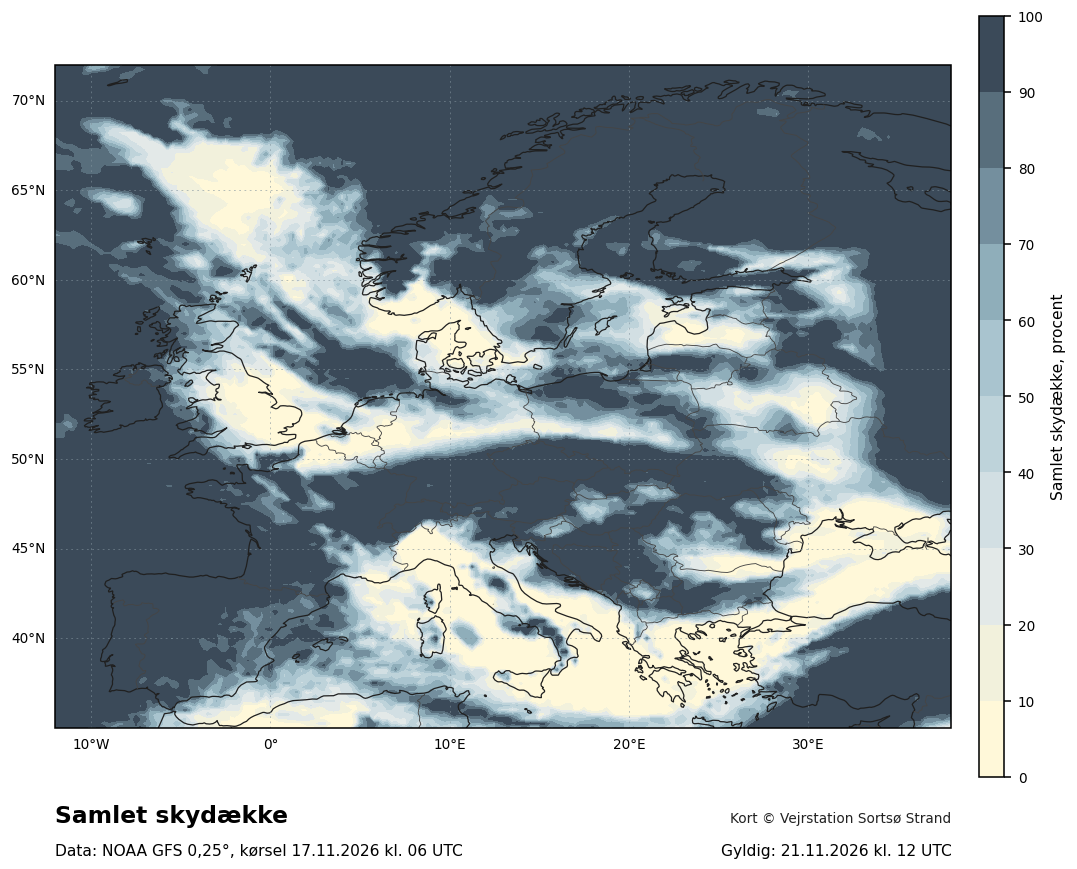 100
90
80
70
60
50
40
30
20
10
0
Samlet skydække, procent
70°N
65°N
60°N
55°N
50°N
45°N
40°N
10°W
0°
10°E
20°E
30°E
Samlet skydække
Kort © Vejrstation Sortsø Strand
Data: NOAA GFS 0,25°, kørsel 17.11.2026 kl. 06 UTC
Gyldig: 21.11.2026 kl. 12 UTC